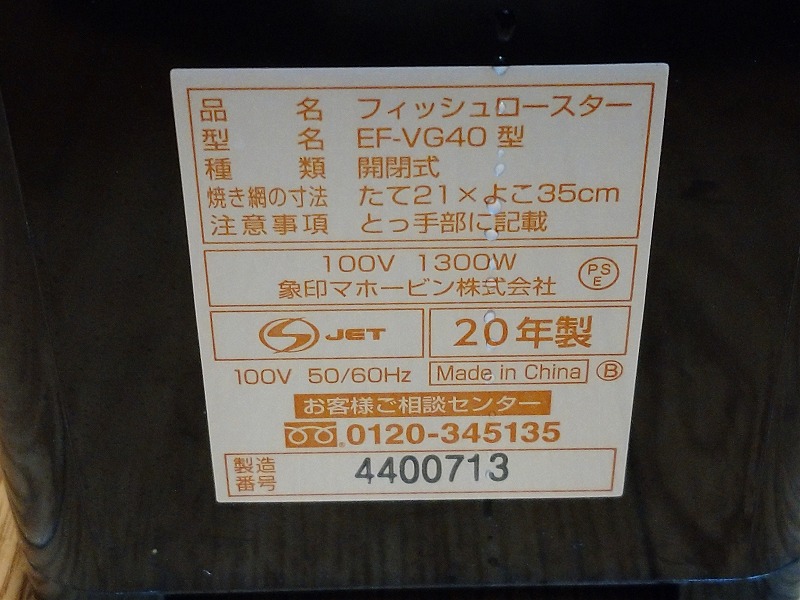 品名 フィッシュロースター
型名 EF-VG40 型
種類 開閉式
焼き網の寸法 たて21×よこ35cm
注意事項 とっ手部に記載
100V 1300W
象印マホービン株式会社
PS
E
JET
20年製
100V 50/60Hz Made in China B
お客様ご相談センター
0120-345135
製造
番号
4400713